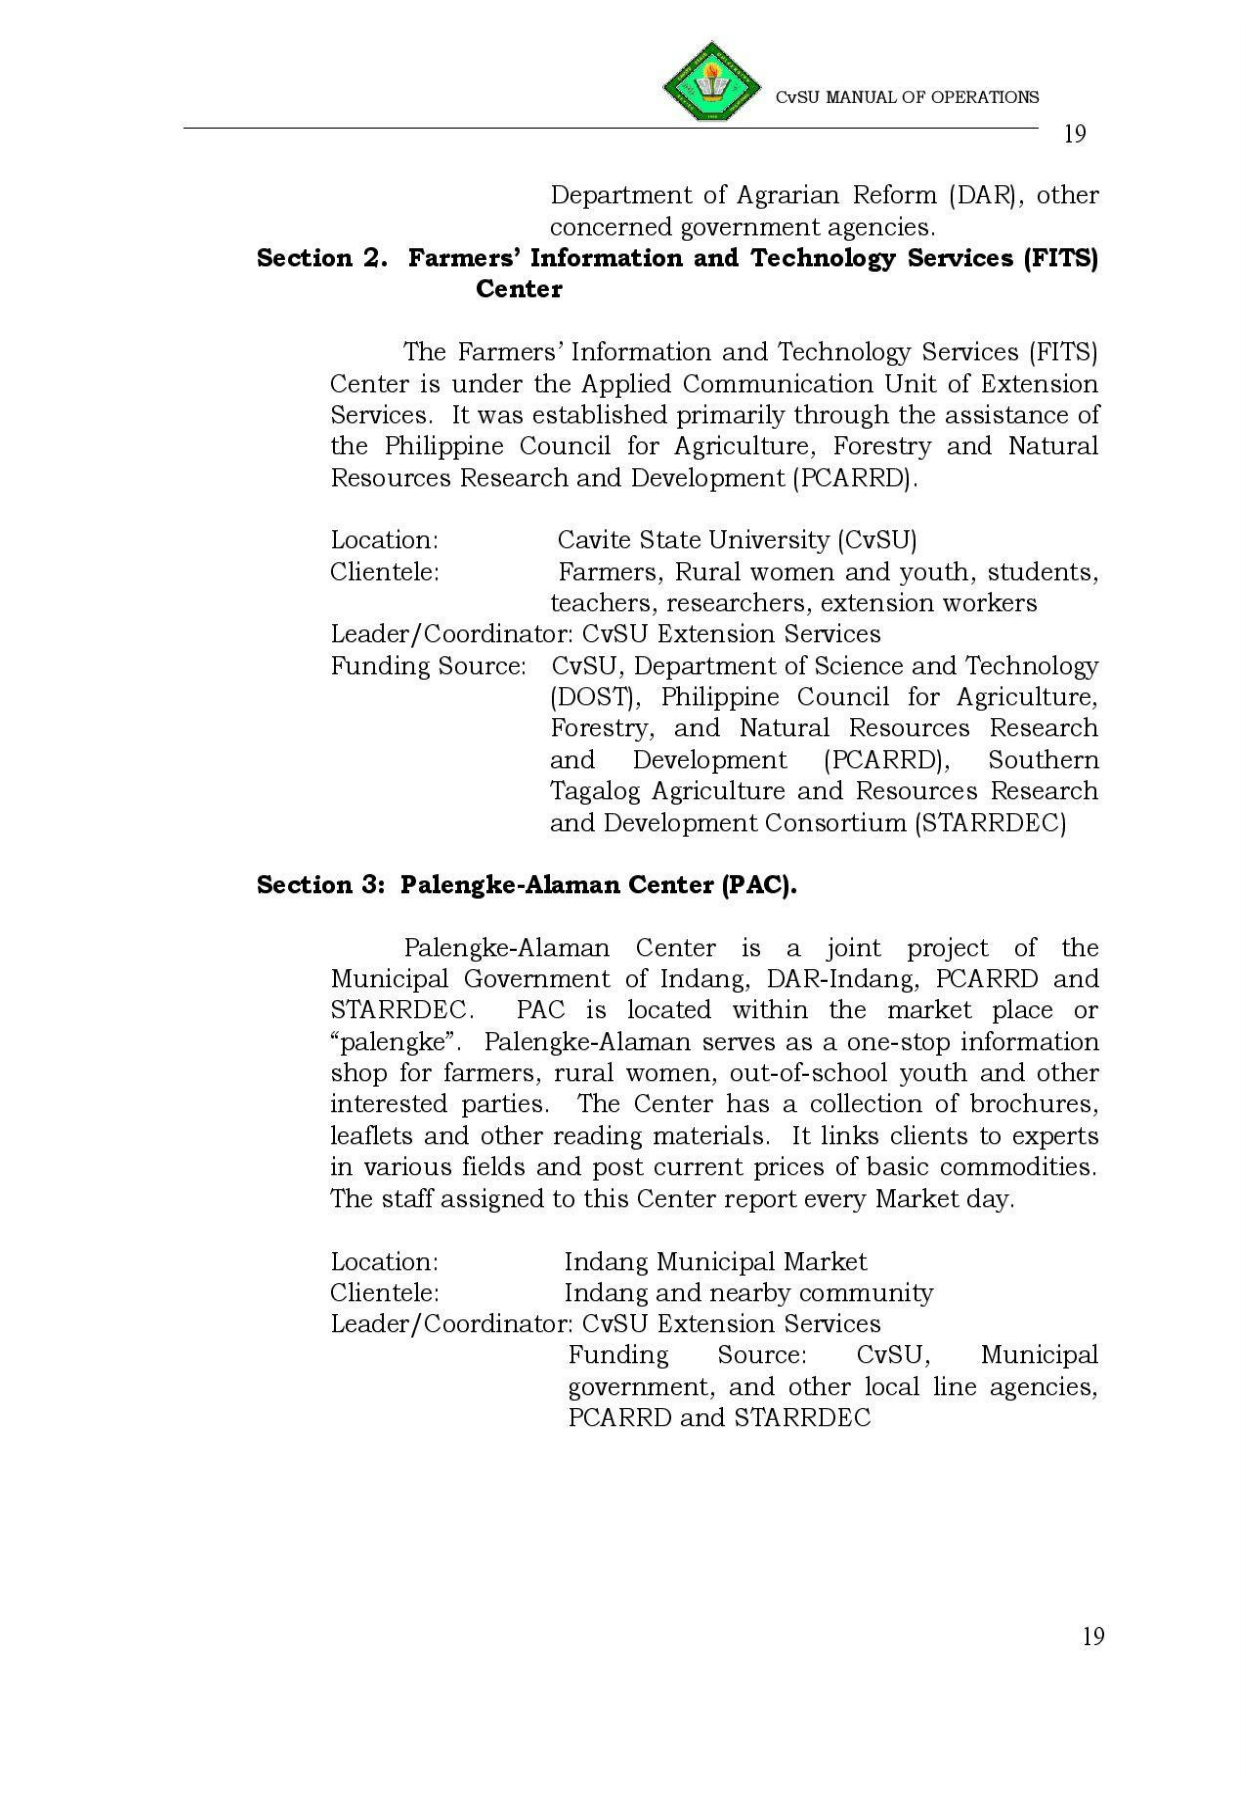 CvSU MANUAL OF OPERATIONS
19
Department of Agrarian Reform (DAR), other
concerned government agencies.
Section 2. Farmers’ Information and Technology Services (FITS)
Center
The Farmers’ Information and Technology Services (FITS)
Center is under the Applied Communication Unit of Extension
Services. It was established primarily through the assistance of
the Philippine Council for Agriculture, Forestry and Natural
Resources Research and Development (PCARRD).
Location: Cavite State University (CvSU)
Clientele: Farmers, Rural women and youth, students,
teachers, researchers, extension workers
Leader/Coordinator: CvSU Extension Services
Funding Source: CvSU, Department of Science and Technology
(DOST), Philippine Council for Agriculture,
Forestry, and Natural Resources Research
and Development (PCARRD), Southern
Tagalog Agriculture and Resources Research
and Development Consortium (STARRDEC)
Section 3: Palengke-Alaman Center (PAC).
Palengke-Alaman Center is a joint project of the
Municipal Government of Indang, DAR-Indang, PCARRD and
STARRDEC. PAC is located within the market place or
“palengke”. Palengke-Alaman serves as a one-stop information
shop for farmers, rural women, out-of-school youth and other
interested parties. The Center has a collection of brochures,
leaflets and other reading materials. It links clients to experts
in various fields and post current prices of basic commodities.
The staff assigned to this Center report every Market day.
Location: Indang Municipal Market
Clientele: Indang and nearby community
Leader/Coordinator: CvSU Extension Services
Funding Source: CvSU, Municipal
government, and other local line agencies,
PCARRD and STARRDEC
19